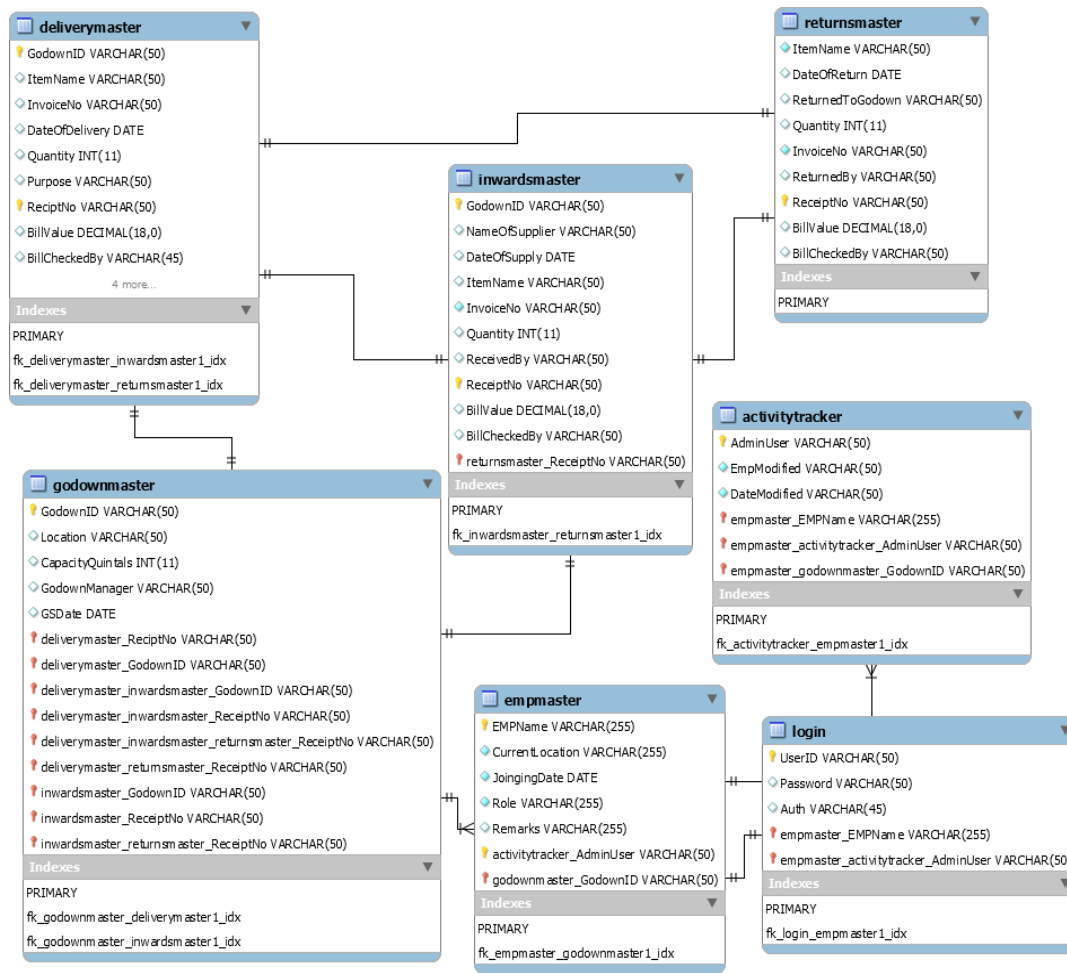 deliverymaster
GodownID VARCHAR(50)
ItemName VARCHAR(50)
InvoiceNo VARCHAR(50)
DateOfDelivery DATE
Quantity INT(11)
Purpose VARCHAR(50)
ReciptNo VARCHAR(50)
BillValue DECIMAL(18,0)
BillCheckedBy VARCHAR(45)
4 more...
Indexes
PRIMARY
fk_deliverymaster_inwardsmaster1_idx
fk_deliverymaster_returnsmaster1_idx
returnsmaster
ItemName VARCHAR(50)
DateOfReturn DATE
ReturnedToGodown VARCHAR(50)
Quantity INT(11)
InvoiceNo VARCHAR(50)
ReturnedBy VARCHAR(50)
ReceiptNo VARCHAR(50)
BillValue DECIMAL(18,0)
BillCheckedBy VARCHAR(50)
Indexes
PRIMARY
inwardsmaster
GodownID VARCHAR(50)
NameOfSupplier VARCHAR(50)
DateOfSupply DATE
ItemName VARCHAR(50)
InvoiceNo VARCHAR(50)
Quantity INT(11)
ReceivedBy VARCHAR(50)
ReceiptNo VARCHAR(50)
BillValue DECIMAL(18,0)
BillCheckedBy VARCHAR(50)
returnsmaster_ReceiptNo VARCHAR(50)
Indexes
PRIMARY
fk_inwardsmaster_returnsmaster1_idx
activitytracker
AdminUser VARCHAR(50)
EmpModified VARCHAR(50)
DateModified VARCHAR(50)
empmaster_EMPName VARCHAR(255)
empmaster_activitytracker_AdminUser VARCHAR(50)
empmaster_godownmaster_GodownID VARCHAR(50)
Indexes
PRIMARY
fk_activitytracker_empmaster1_idx
godownmaster
GodownID VARCHAR(50)
Location VARCHAR(50)
CapacityQuintals INT(11)
GodownManager VARCHAR(50)
GSDate DATE
deliverymaster_ReciptNo VARCHAR(50)
deliverymaster_GodownID VARCHAR(50)
deliverymaster_inwardsmaster_GodownID VARCHAR(50)
deliverymaster_inwardsmaster_ReceiptNo VARCHAR(50)
deliverymaster_inwardsmaster_returnsmaster_ReceiptNo VARCHAR(50)
deliverymaster_returnsmaster_ReceiptNo VARCHAR(50)
inwardsmaster_GodownID VARCHAR(50)
inwardsmaster_ReceiptNo VARCHAR(50)
inwardsmaster_returnsmaster_ReceiptNo VARCHAR(50)
Indexes
PRIMARY
fk_godownmaster_deliverymaster1_idx
fk_godownmaster_inwardsmaster1_idx
empmaster
EMPName VARCHAR(255)
CurrentLocation VARCHAR(255)
JoingingDate DATE
Role VARCHAR(255)
Remarks VARCHAR(255)
activitytracker_AdminUser VARCHAR(50)
godownmaster_GodownID VARCHAR(50)
Indexes
PRIMARY
fk_empmaster_godownmaster1_idx
login
UserID VARCHAR(50)
Password VARCHAR(50)
Auth VARCHAR(45)
empmaster_EMPName VARCHAR(255)
empmaster_activitytracker_AdminUser VARCHAR(50
Indexes
PRIMARY
fk_login_empmaster1_idx